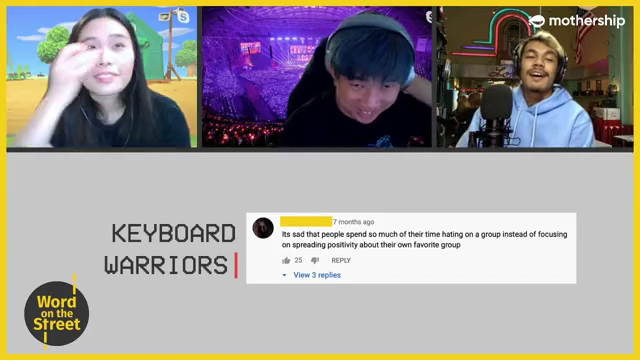 mothership
KEYBOARD
WARRIORS
7 months ago
Its sad that people spend so much of their time hating on a group instead of focusing
on spreading positivity about their own favorite group
25
REPLY
View 3 replies
Word
on the
Street